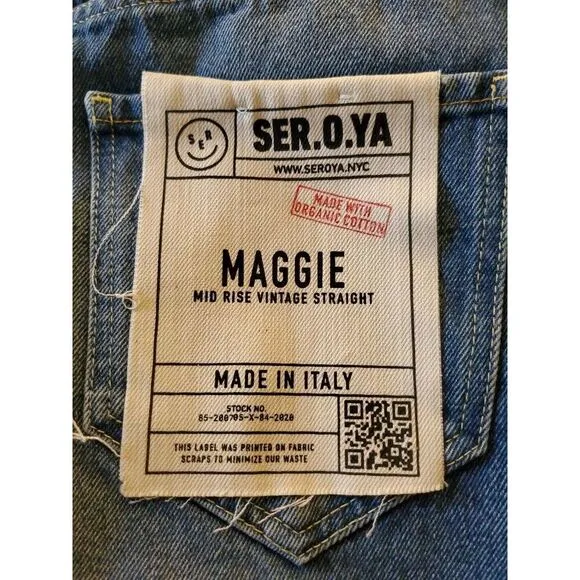 SER
SER.O.YA
WWW.SEROYA.NYC
MADE WITH
ORGANIC COTTON
MAGGIE
MID RISE VINTAGE STRAIGHT
MADE IN ITALY
STOCK NO.
THIS LABEL WAS PRINTED ON FABRIC
SCRAPS TO MINIMIZE OUR WASTE